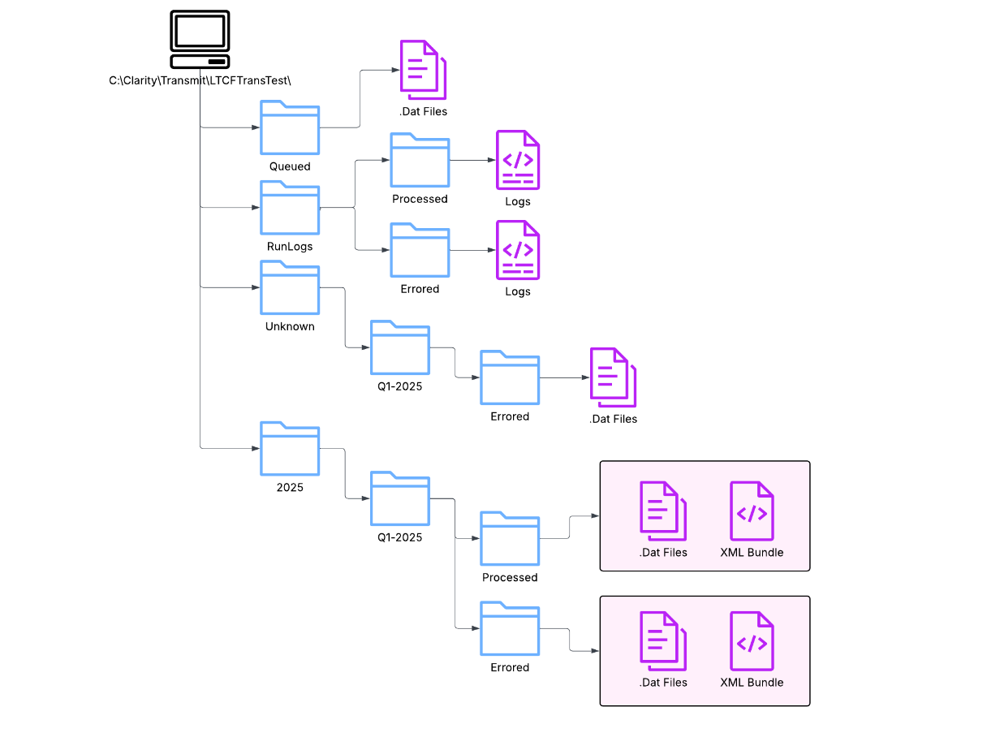 C:\Clarity\Transmit\LTCFTransTest\
.Dat Files
Queued
Processed
Logs
RunLogs
Errored
Logs
Unknown
Q1-2025
Errored
.Dat Files
2025
Q1-2025
Processed
.Dat Files
XML Bundle
Errored
.Dat Files
XML Bundle